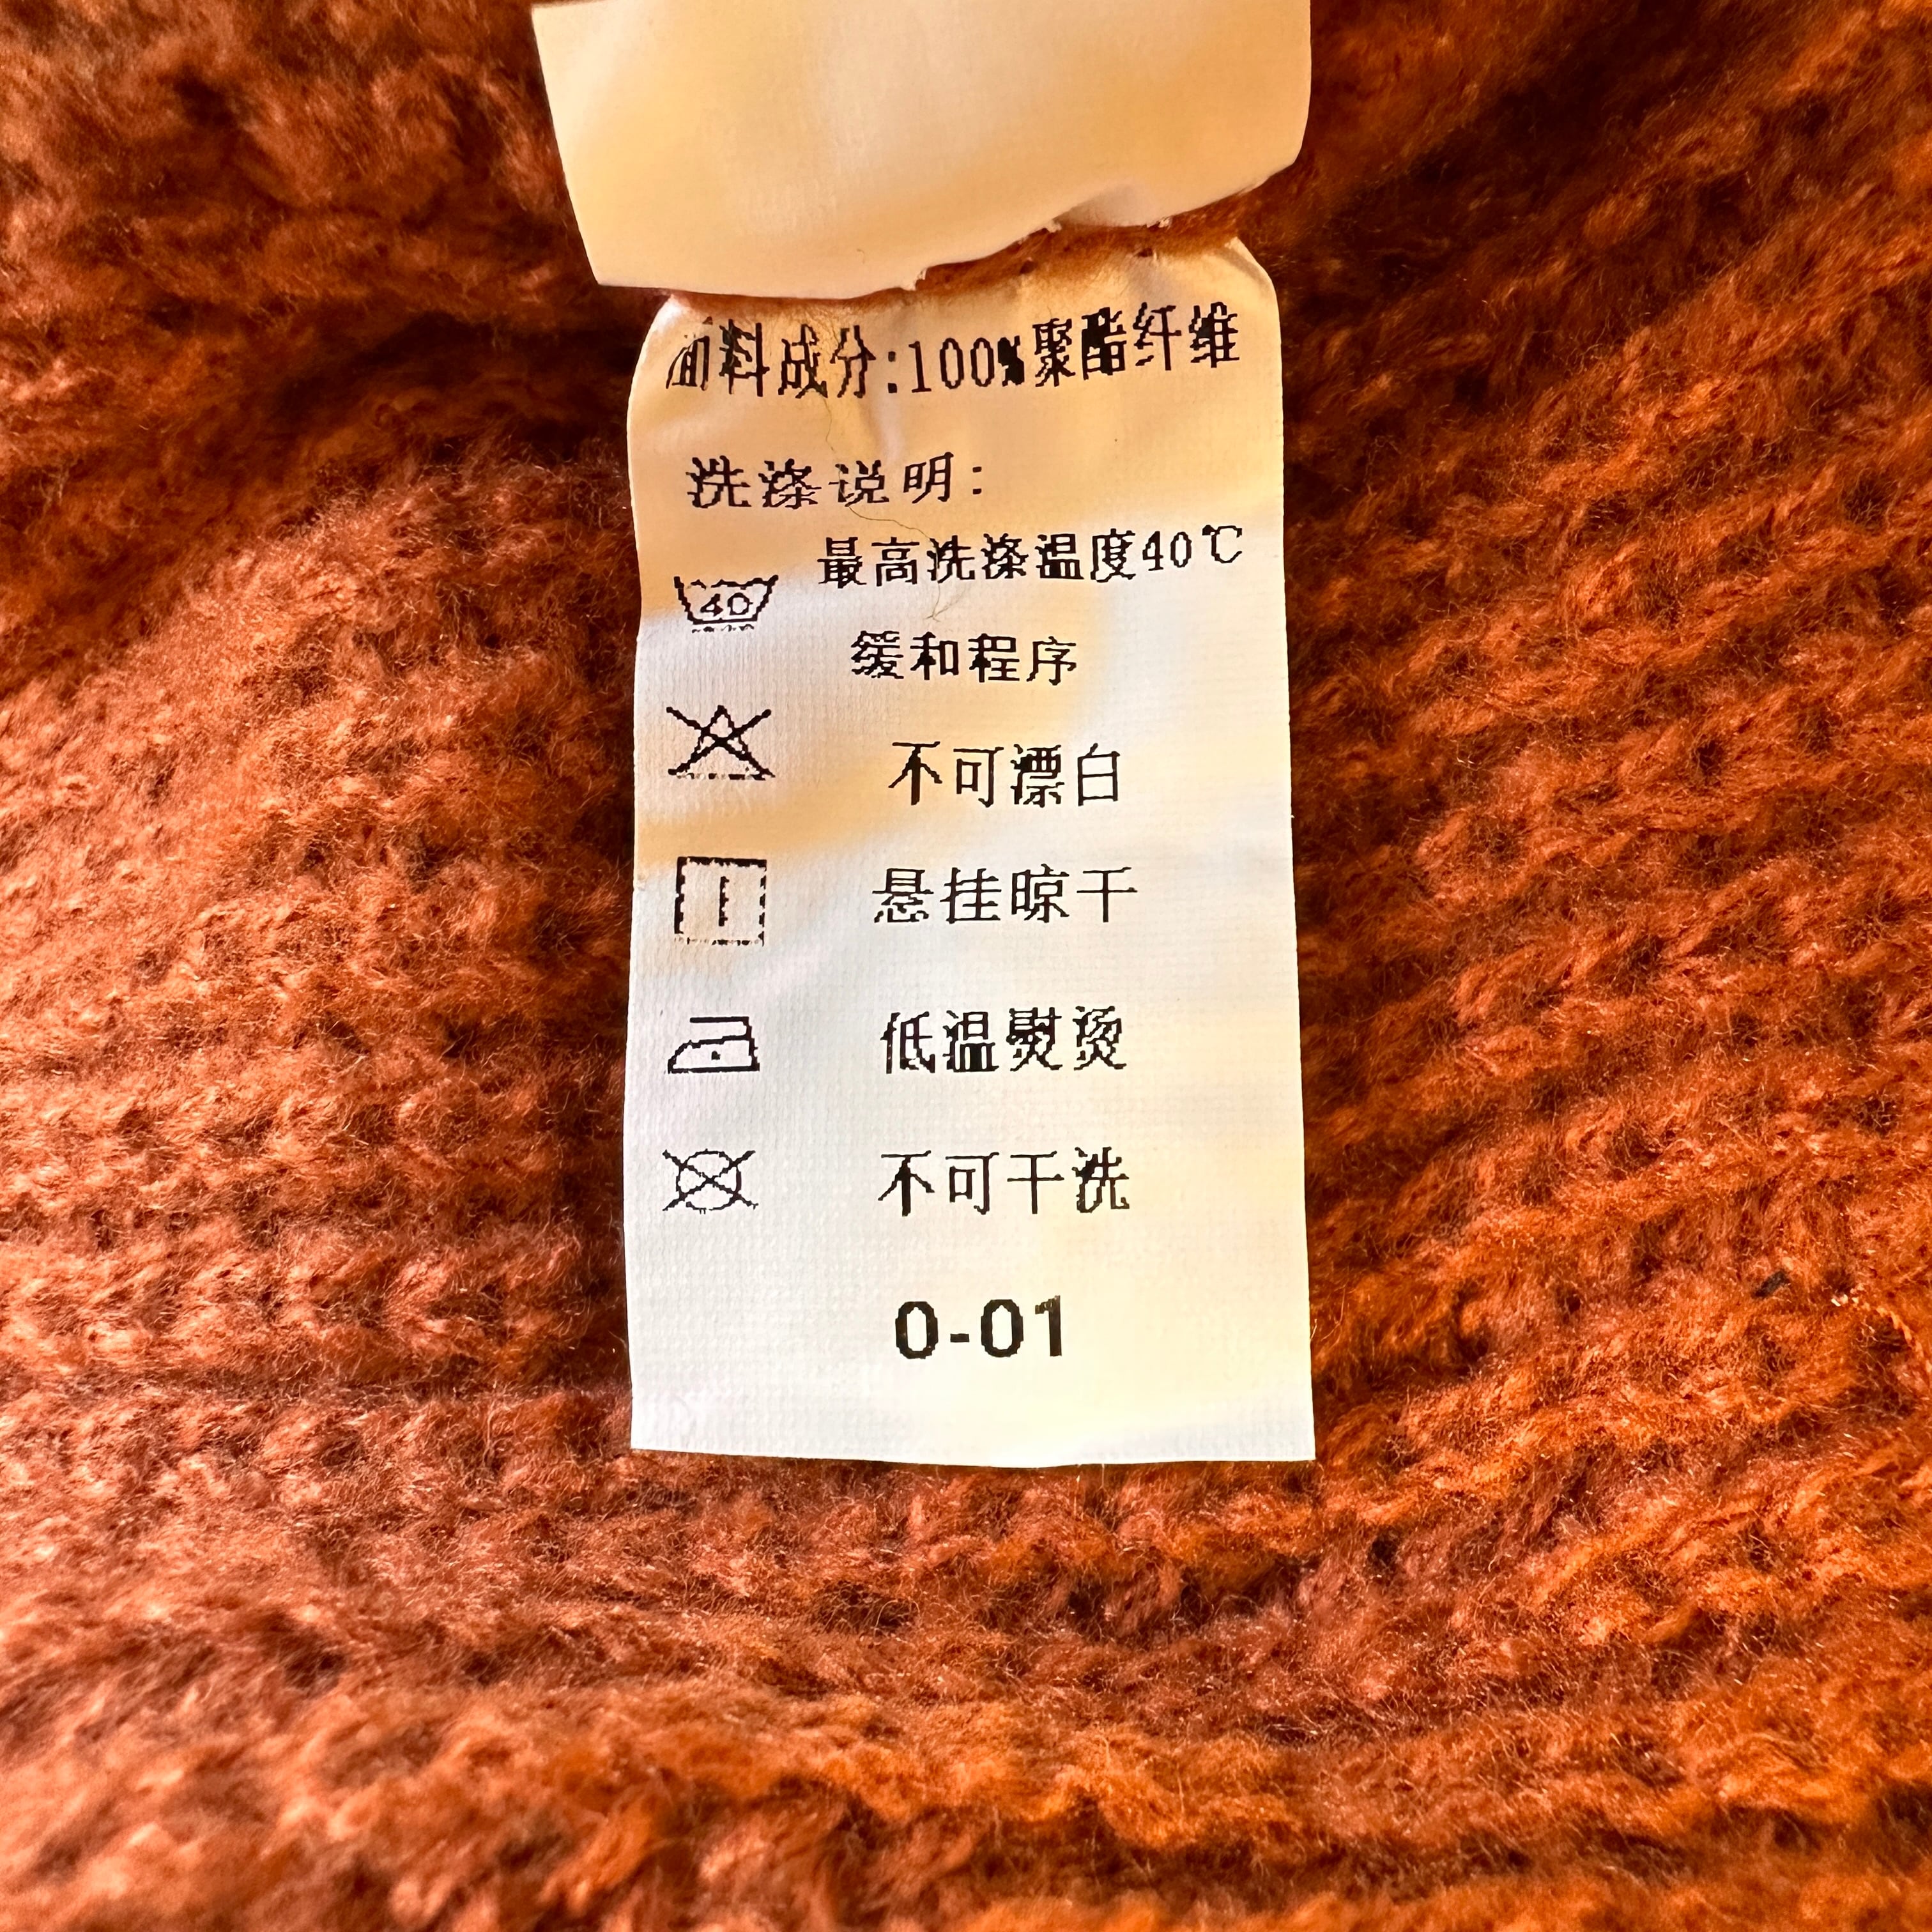 面料成分:100%聚酯纤维
洗涤说明:
最高洗涤温度40℃
40
缓和程序
不可漂白
悬挂晾干
低温熨烫
不可干洗
0-01